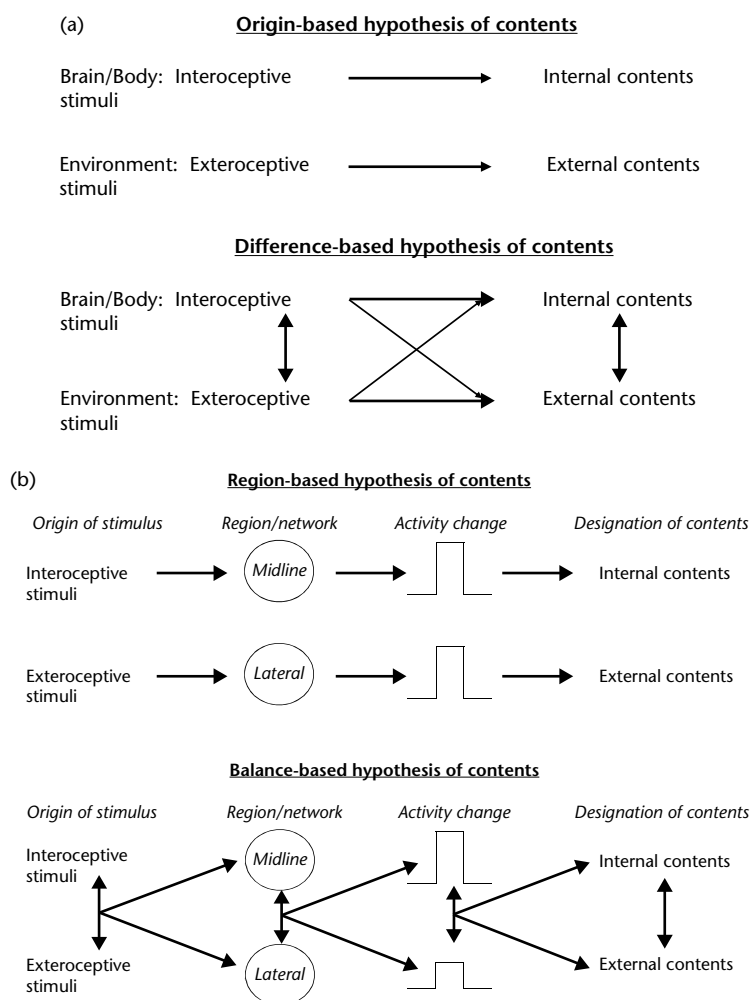 (a)
Origin-based hypothesis of contents
Brain/Body: Interoceptive Internal contents
stimuli
Environment: Exteroceptive External contents
stimuli
Difference-based hypothesis of contents
Brain/Body: Interoceptive Internal contents
stimuli
Environment: Exteroceptive External contents
stimuli
(b)
Region-based hypothesis of contents
Origin of stimulus Region/network Activity change Designation of contents
Interoceptive Midline Internal contents
stimuli
Exteroceptive Lateral External contents
stimuli
Balance-based hypothesis of contents
Origin of stimulus Region/network Activity change Designation of contents
Interoceptive Midline Internal contents
stimuli
Exteroceptive Lateral External contents
stimuli